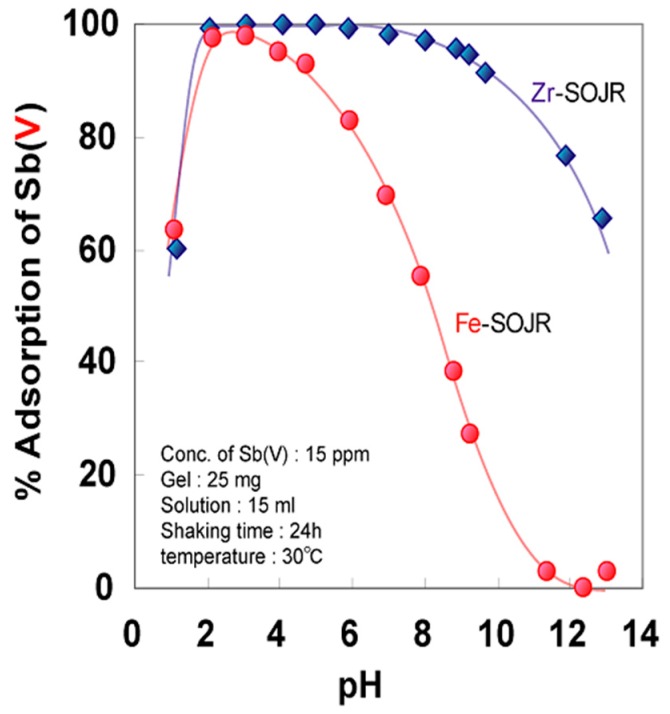 % Adsorption of Sb(V)
100
80
60
40
20
0
Zr-SOJR
Fe-SOJR
Conc. of Sb(V) : 15 ppm
Gel : 25 mg
Solution : 15 ml
Shaking time : 24h
temperature : 30℃
0 2 4 6 8 10 12 14
pH